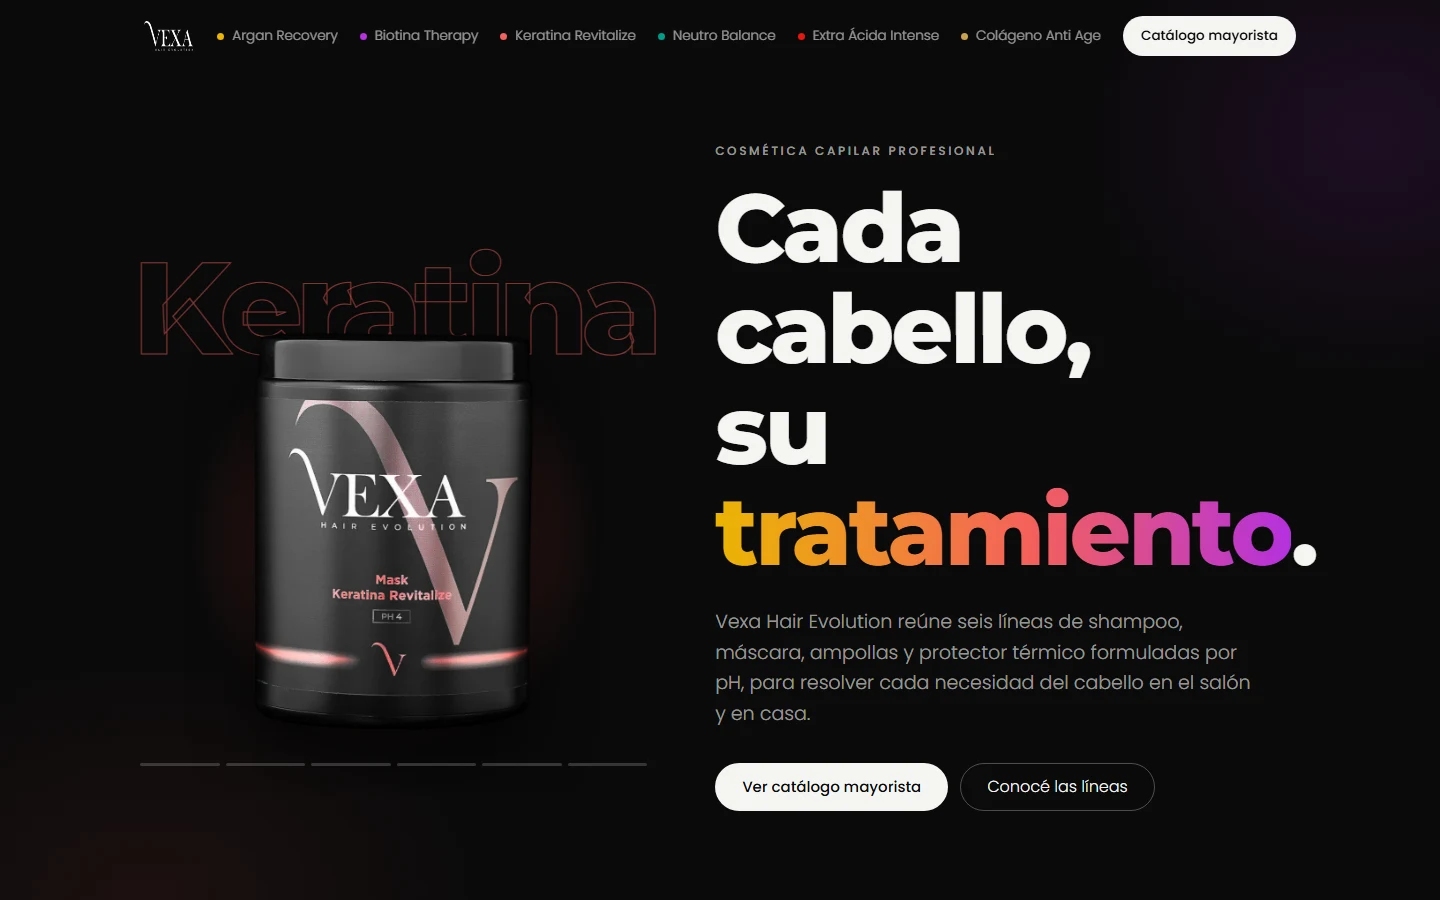 VEXA
HAIR EVOLUTION
Argan Recovery
Biotina Therapy
Keratina Revitalize
Neutro Balance
Extra Ácida Intense
Colágeno Anti Age
Catálogo mayorista
Keratina
VEXA
HAIR EVOLUTION
Mask
Keratina Revitalize
PH 4
V
COSMÉTICA CAPILAR PROFESIONAL
Cada
cabello,
su
tratamiento.
Vexa Hair Evolution reúne seis líneas de shampoo,
máscara, ampollas y protector térmico formuladas por
pH, para resolver cada necesidad del cabello en el salón
y en casa.
Ver catálogo mayorista
Conocé las líneas